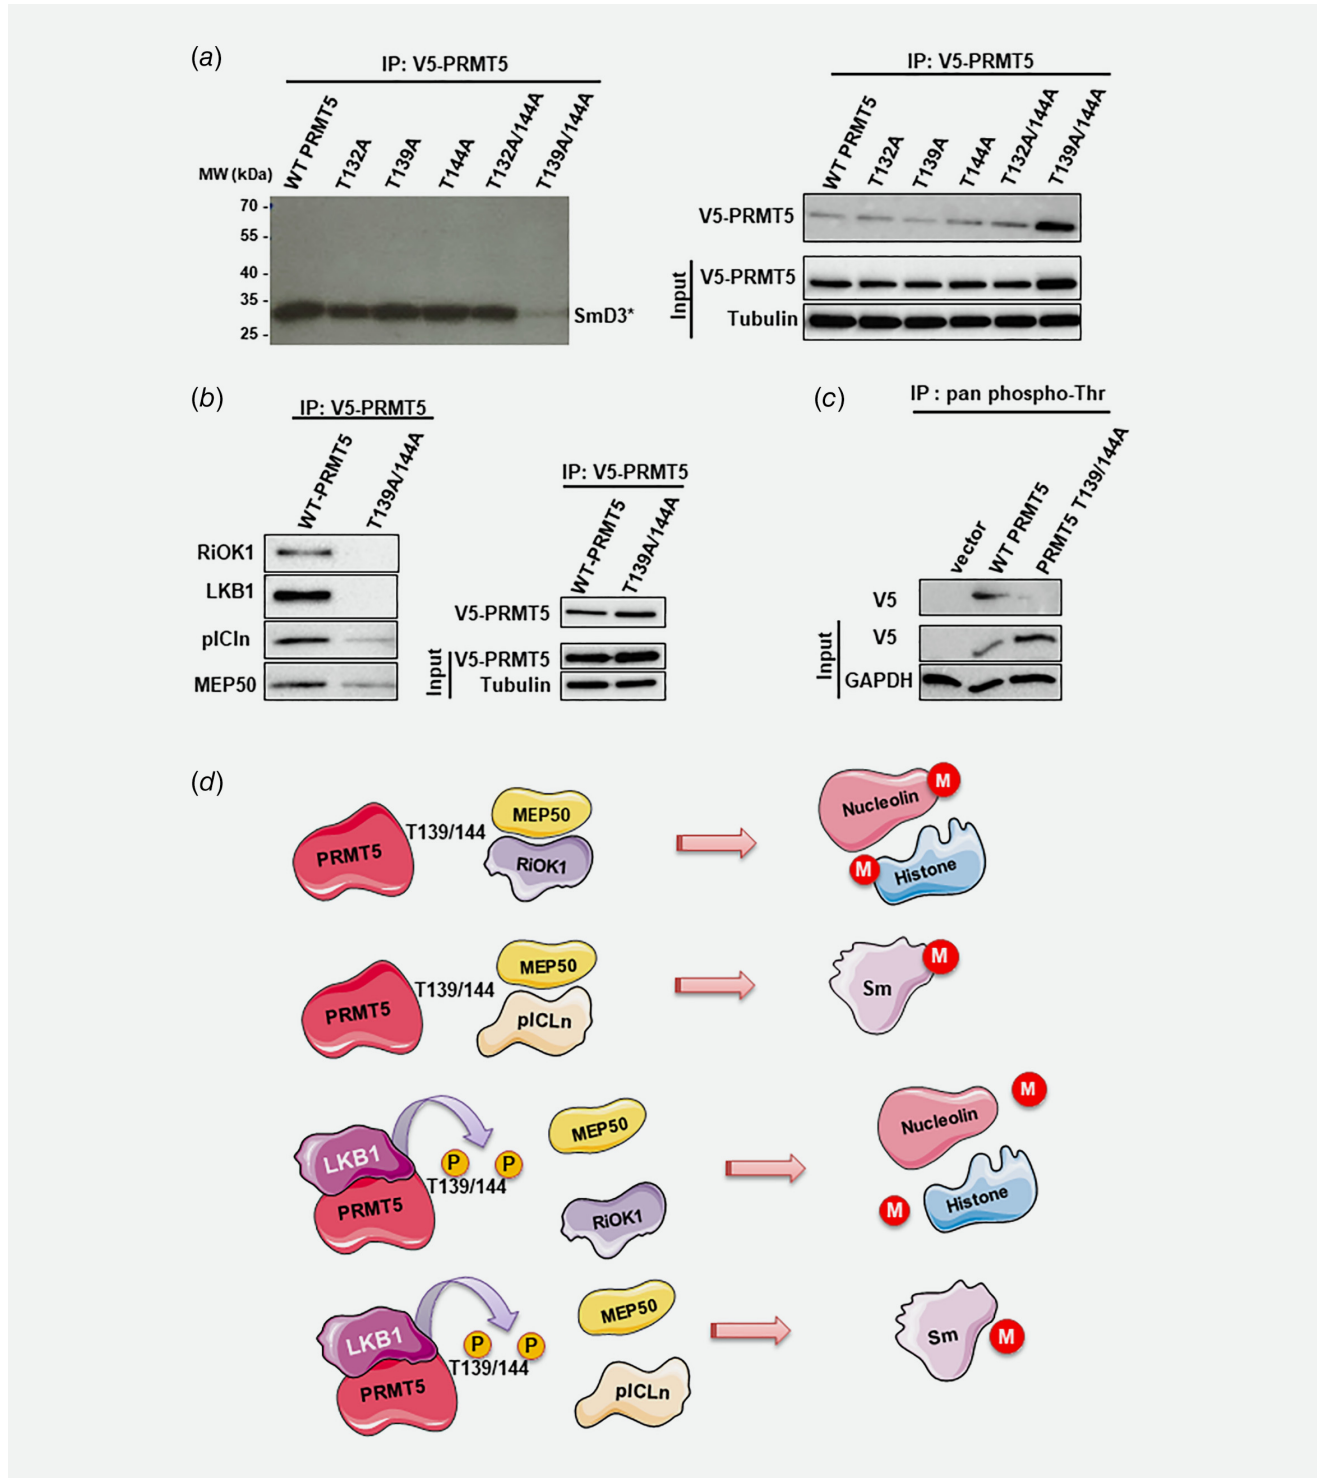 (a)
IP: V5-PRMT5
WT PRMT5
T132A
T139A
T144A
T132A/144A
T139A/144A
MW (kDa)
70 -
55 -
40 -
35 -
25 -
SmD3*
IP: V5-PRMT5
WT PRMT5
T132A
T139A
T144A
T132A/144A
T139A/144A
V5-PRMT5
Input
V5-PRMT5
Tubulin
(b)
IP: V5-PRMT5
WT-PRMT5
T139A/144A
RiOK1
LKB1
pICln
MEP50
IP: V5-PRMT5
WT-PRMT5
T139A/144A
V5-PRMT5
Input
V5-PRMT5
Tubulin
(c)
IP : pan phospho-Thr
vector
WT PRMT5
PRMT5 T139/144A
V5
Input
V5
GAPDH
(d)
PRMT5
T139/144
MEP50
RiOK1
Nucleolin
M
M
Histone
PRMT5
T139/144
MEP50
pICLn
Sm
M
LKB1
PRMT5
P
P
T139/144
MEP50
RiOK1
Nucleolin
M
M
Histone
LKB1
PRMT5
P
P
T139/144
MEP50
pICLn
Sm
M